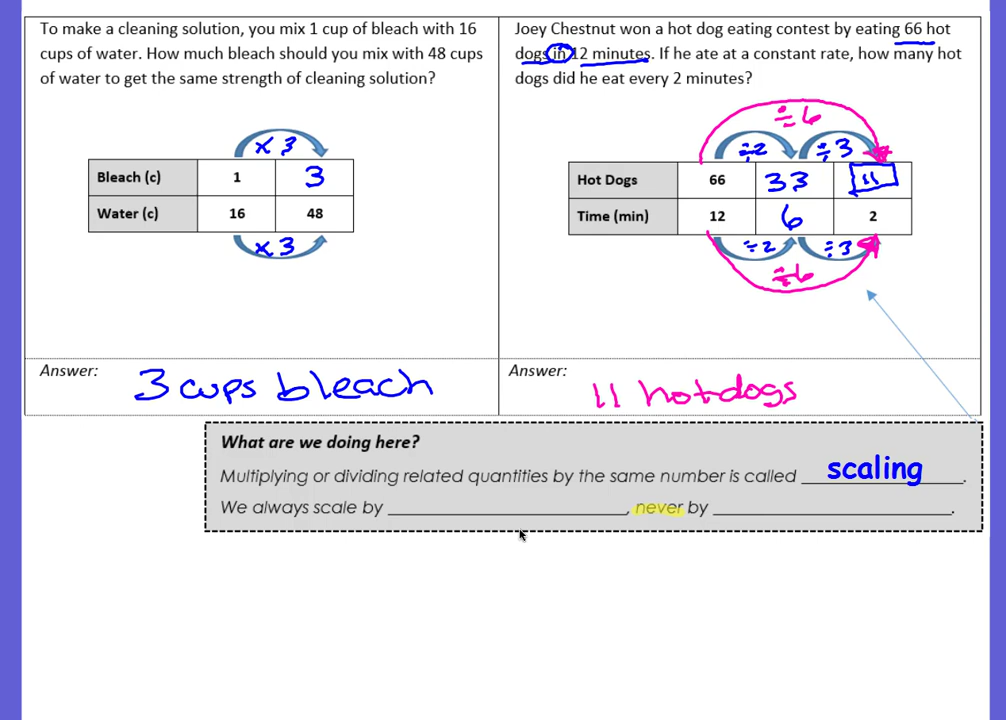 To make a cleaning solution, you mix 1 cup of bleach with 16
cups of water. How much bleach should you mix with 48 cups
of water to get the same strength of cleaning solution?
× 3
Bleach (c) 1 3
Water (c) 16 48
× 3
Answer: 3 cups bleach
Joey Chestnut won a hot dog eating contest by eating 66 hot
dogs in 12 minutes. If he ate at a constant rate, how many hot
dogs did he eat every 2 minutes?
÷ 6
÷2 ÷3
Hot Dogs 66 33 11
Time (min) 12 6 2
÷2 ÷3
÷6
Answer: 11 hotdogs
What are we doing here?
Multiplying or dividing related quantities by the same number is called scaling.
We always scale by ____________________, never by ____________________.